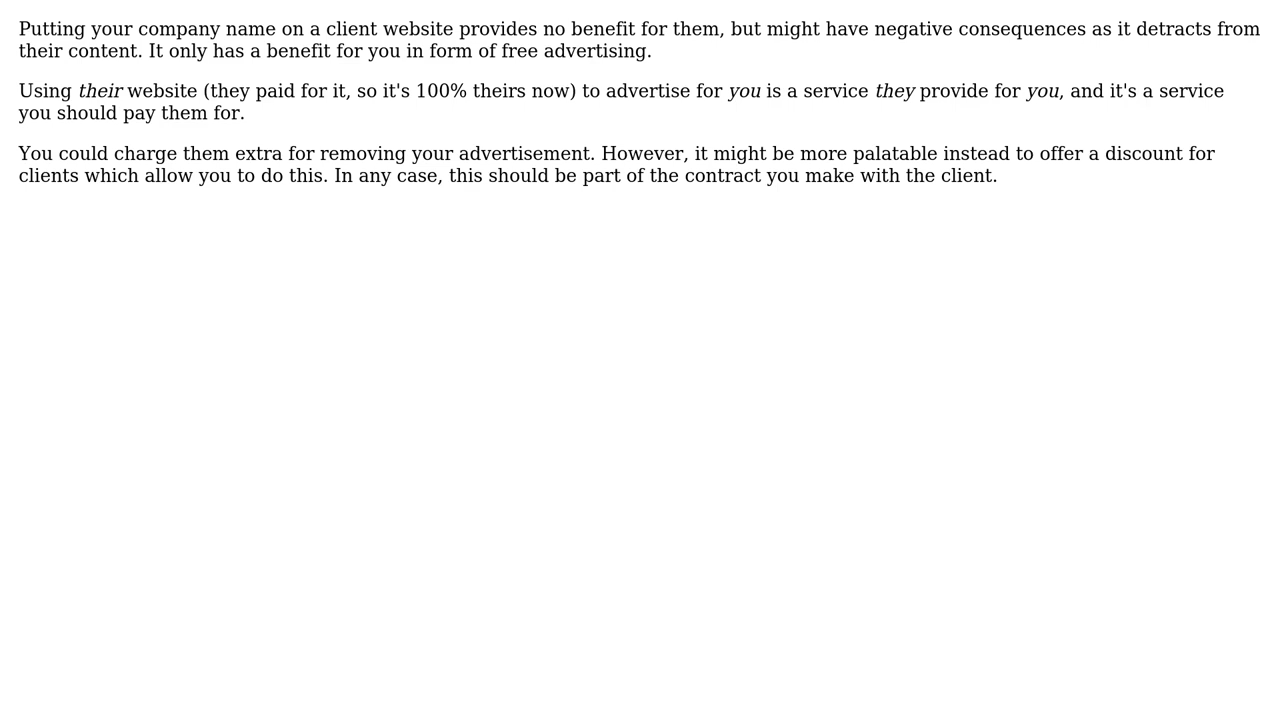 Putting your company name on a client website provides no benefit for them, but might have negative consequences as it detracts from
their content. It only has a benefit for you in form of free advertising.
Using their website (they paid for it, so it's 100% theirs now) to advertise for you is a service they provide for you, and it's a service
you should pay them for.
You could charge them extra for removing your advertisement. However, it might be more palatable instead to offer a discount for
clients which allow you to do this. In any case, this should be part of the contract you make with the client.